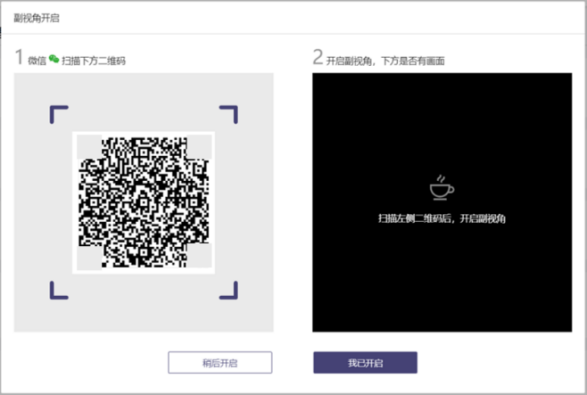 副视角开启
1 微信 扫描下方二维码
2 开启副视角，下方是否有画面
扫描左侧二维码后，开启副视角
稍后开启
我已开启